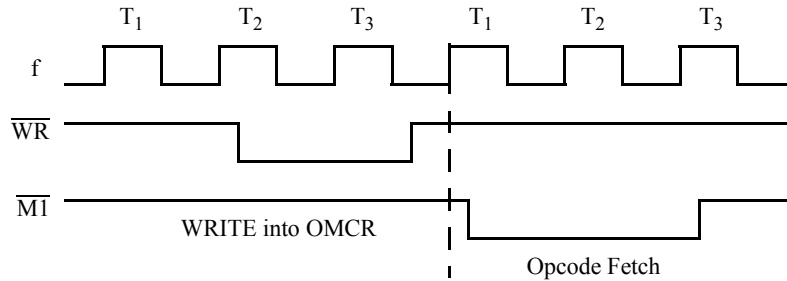 T1 T2 T3 T1 T2 T3
f
WR
M1
WRITE into OMCR
Opcode Fetch